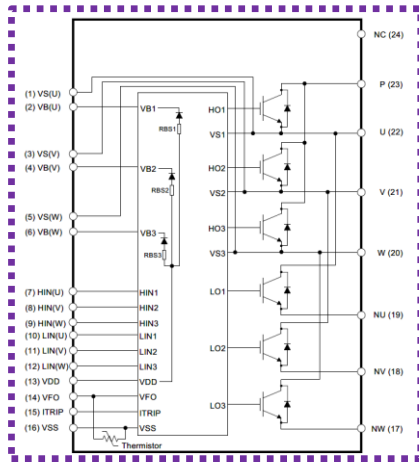 NC (24)
P (23)
(1) VS(U)
(2) VB(U)
VB1
HO1
RBS1
VS1
U (22)
(3) VS(V)
(4) VB(V)
VB2
HO2
RBS2
VS2
V (21)
(5) VS(W)
(6) VB(W)
VB3
HO3
RBS3
VS3
W (20)
(7) HIN(U)
HIN1
LO1
(8) HIN(V)
HIN2
(9) HIN(W)
HIN3
NU (19)
(10) LIN(U)
LIN1
(11) LIN(V)
LIN2
LO2
(12) LIN(W)
LIN3
NV (18)
(13) VDD
VDD
(14) VFO
VFO
LO3
(15) ITRIP
ITRIP
(16) VSS
VSS
NW (17)
Thermistor